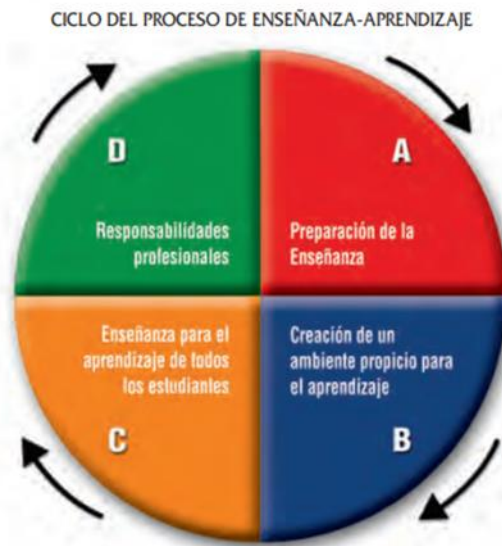 CICLO DEL PROCESO DE ENSEÑANZA-APRENDIZAJE
D
Responsabilidades
profesionales
A
Preparación de la
Enseñanza
Enseñanza para el
aprendizaje de todos
los estudiantes
C
Creación de un
ambiente propicio para
el aprendizaje
B